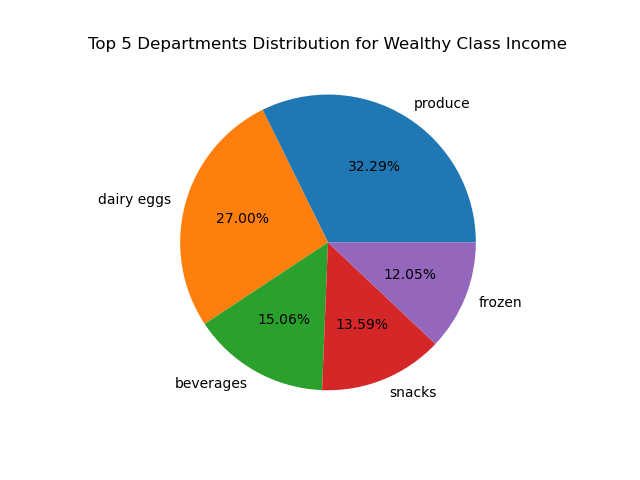 Top 5 Departments Distribution for Wealthy Class Income
produce
32.29%
dairy eggs
27.00%
12.05%
frozen
15.06%
13.59%
beverages
snacks